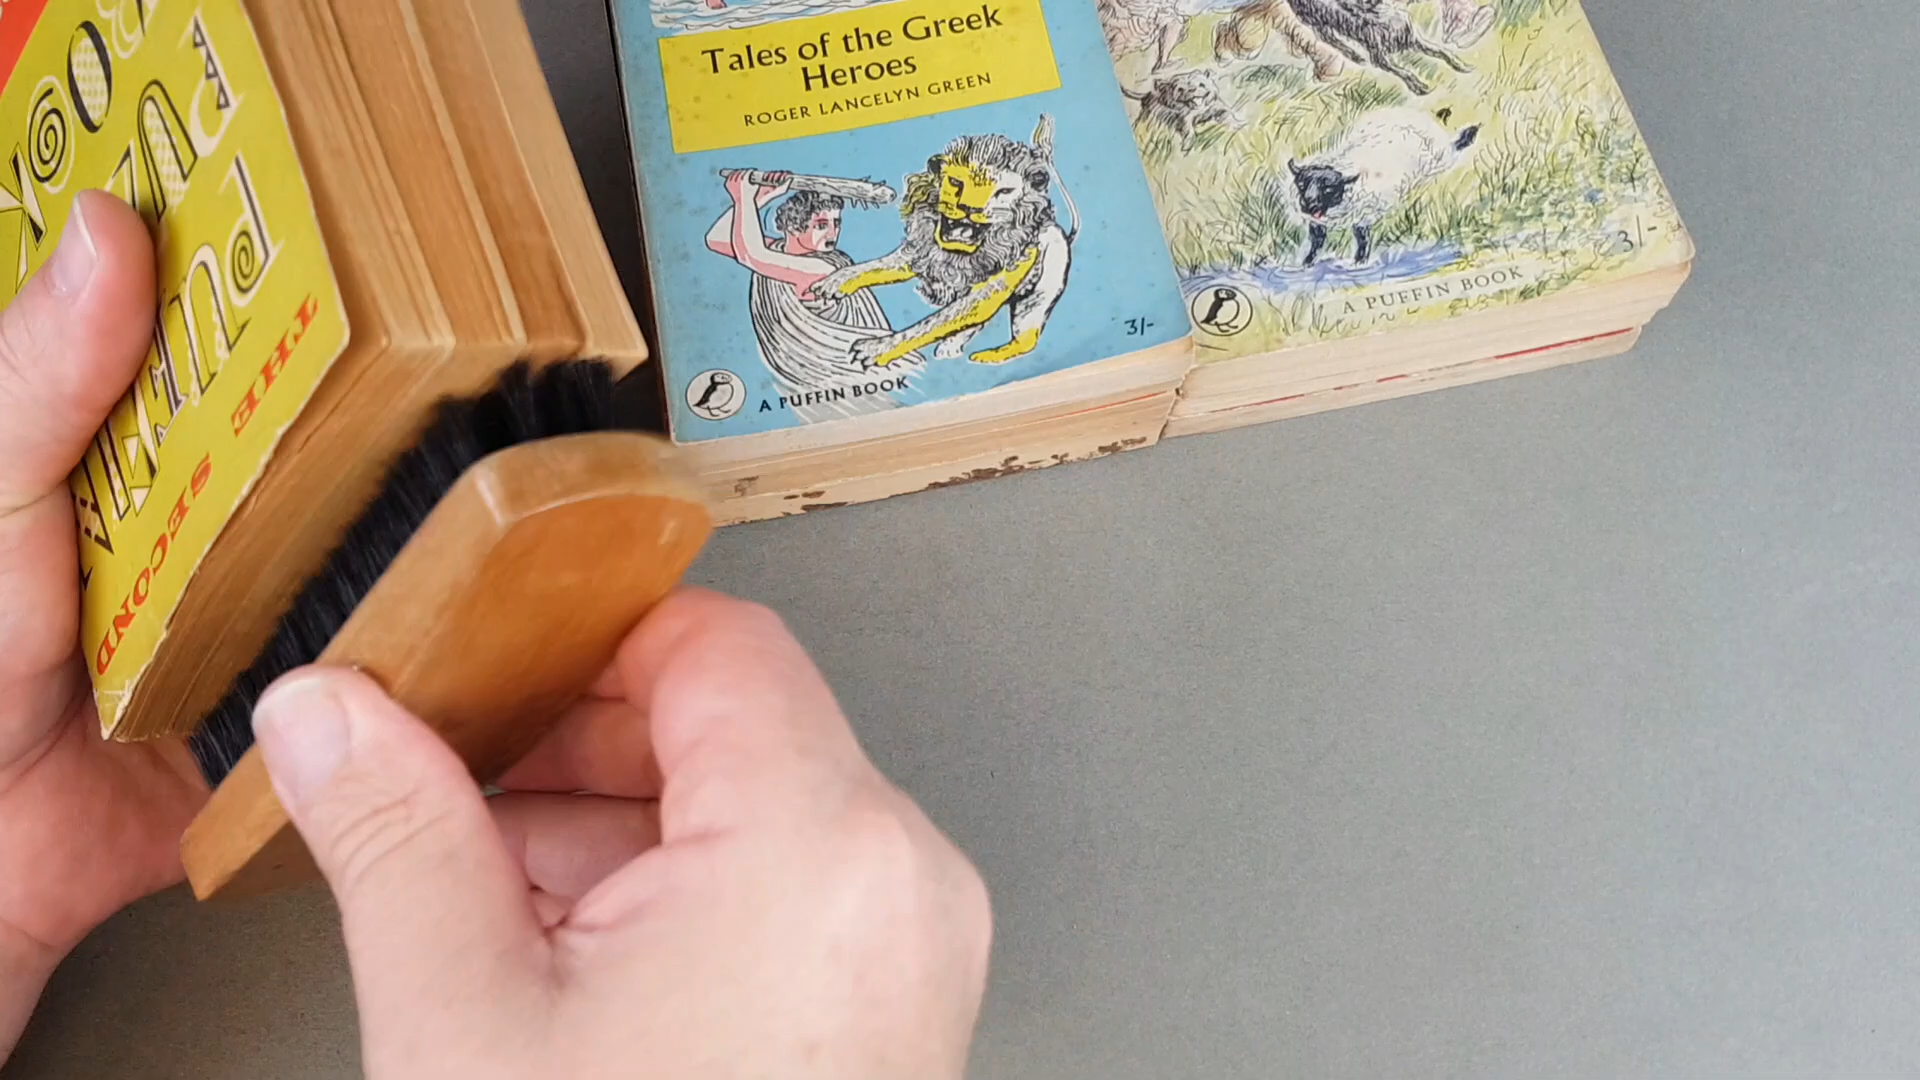 THE SECOND
PUFFIN
BOOK
Tales of the Greek
Heroes
ROGER LANCELYN GREEN
3/-
A PUFFIN BOOK
3/-
A PUFFIN BOOK